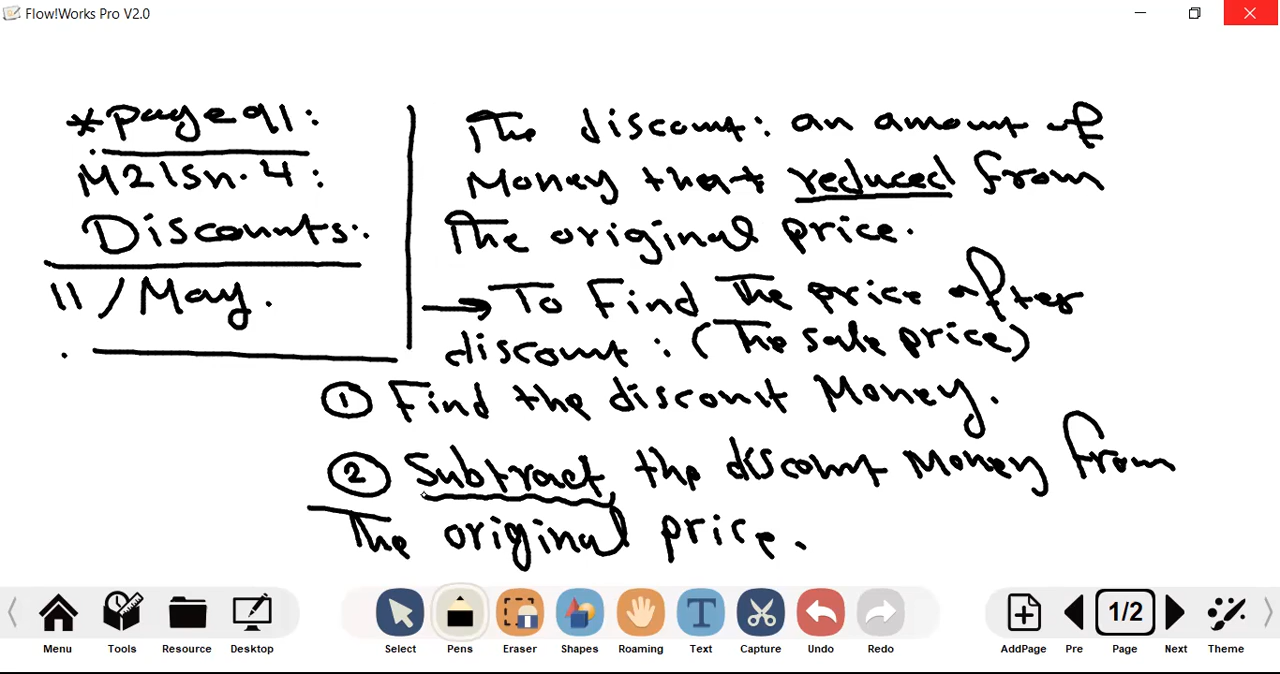 Flow!Works Pro V2.0
*page 91:
M2 lsn. 4:
Discounts:.
11/May.
The discount: an amount of
Money that reduced from
The original price.
→ To Find The price after
discount: (The sale price)
① Find the discount Money.
② Subtract the discount Money from
The original price.
1/2
Menu Tools Resource Desktop Select Pens Eraser Shapes Roaming Text Capture Undo Redo AddPage Pre Page Next Theme